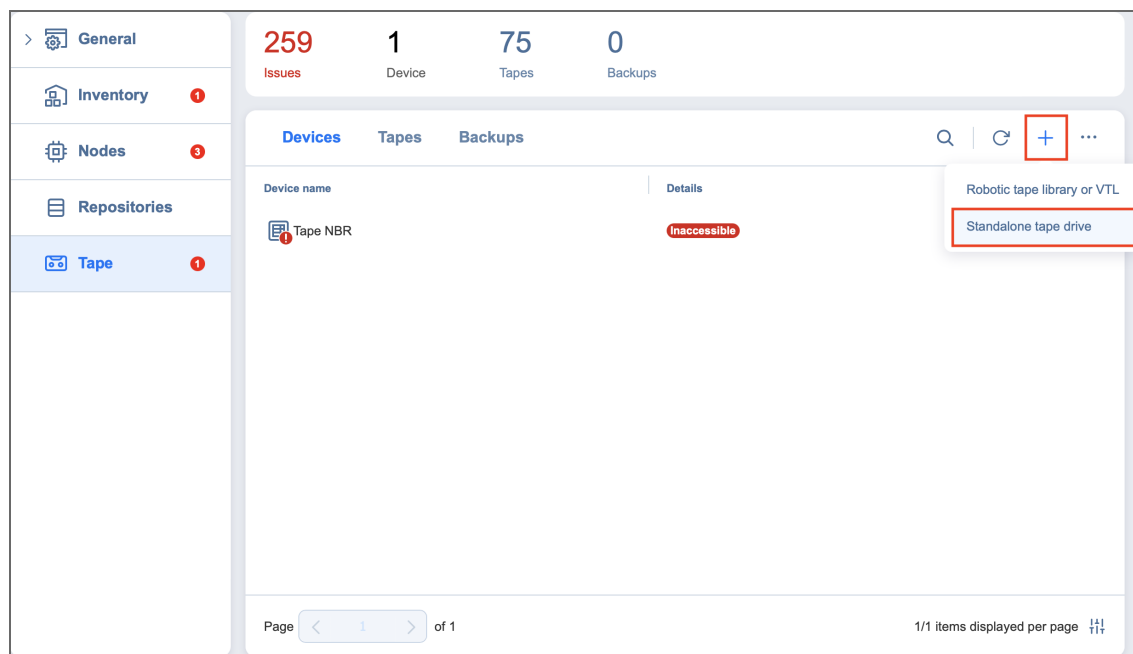 General
Inventory 1
Nodes 3
Repositories
Tape 1
259 1 75 0
Issues Device Tapes Backups
Devices Tapes Backups
Device name Details
Robotic tape library or VTL
Standalone tape drive
Tape NBR Inaccessible
Page 1 of 1 1/1 items displayed per page